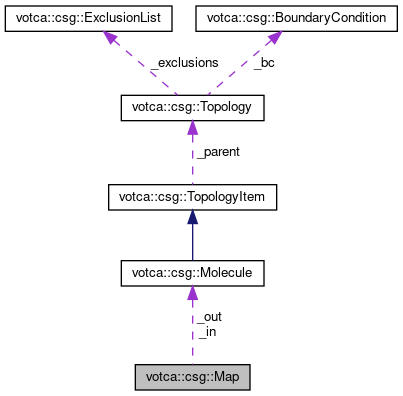 votca::csg::ExclusionList
votca::csg::BoundaryCondition
_exclusions
_bc
votca::csg::Topology
_parent
votca::csg::TopologyItem
votca::csg::Molecule
_out
_in
votca::csg::Map